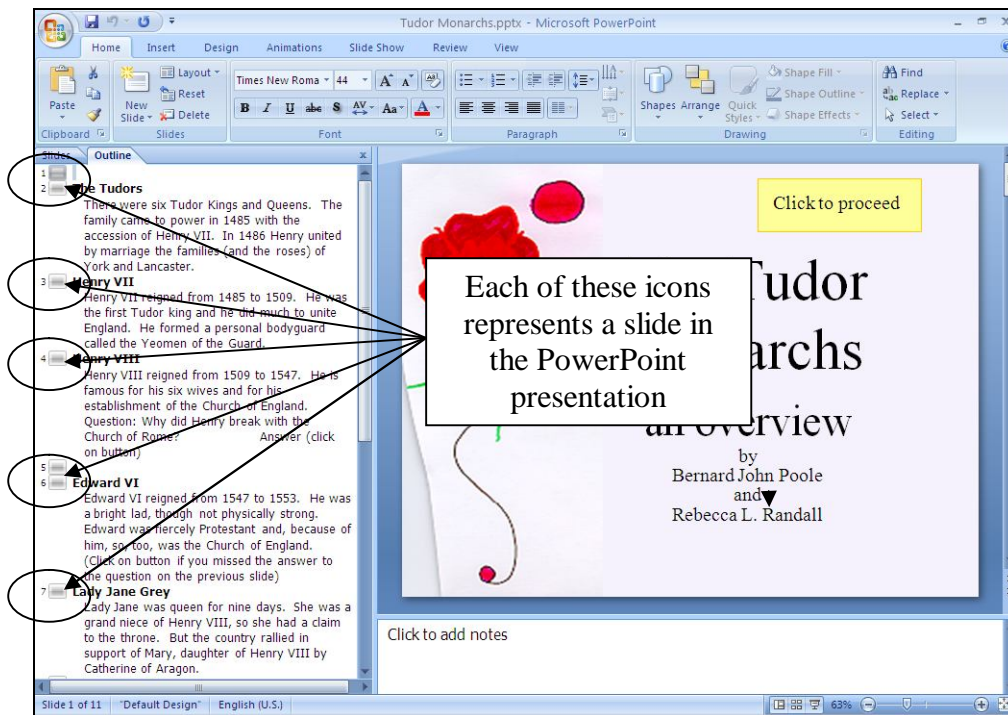 Tudor Monarchs.pptx - Microsoft PowerPoint
Home Insert Design Animations Slide Show Review View
Paste
Clipboard
New Slide
Layout
Reset
Delete
Slides
Times New Roma 44
B I U abe S AV Aa A
Font
Paragraph
Shapes Arrange Quick Styles
Shape Fill
Shape Outline
Shape Effects
Drawing
Find
Replace
Select
Editing
Slides Outline
1
2 The Tudors
There were six Tudor Kings and Queens. The
family came to power in 1485 with the
accession of Henry VII. In 1486 Henry united
by marriage the families (and the roses) of
York and Lancaster.
3 Henry VII
Henry VII reigned from 1485 to 1509. He was
the first Tudor king and he did much to unite
England. He formed a personal bodyguard
called the Yeomen of the Guard.
4 Henry VIII
Henry VIII reigned from 1509 to 1547. He is
famous for his six wives and for his
establishment of the Church of England.
Question: Why did Henry break with the
Church of Rome? Answer (click
on button)
5
6 Edward VI
Edward VI reigned from 1547 to 1553. He was
a bright lad, though not physically strong.
Edward was fiercely Protestant and, because of
him, so, too, was the Church of England.
(Click on button if you missed the answer to
the question on the previous slide)
7 Lady Jane Grey
Lady Jane was queen for nine days. She was a
grand niece of Henry VIII, so she had a claim
to the throne. But the country rallied in
support of Mary, daughter of Henry VIII by
Catherine of Aragon.
Click to proceed
Tudor
archs
an overview
by
Bernard John Poole
and
Rebecca L. Randall
Each of these icons
represents a slide in
the PowerPoint
presentation
Click to add notes
Slide 1 of 11 "Default Design" English (U.S.) 63%